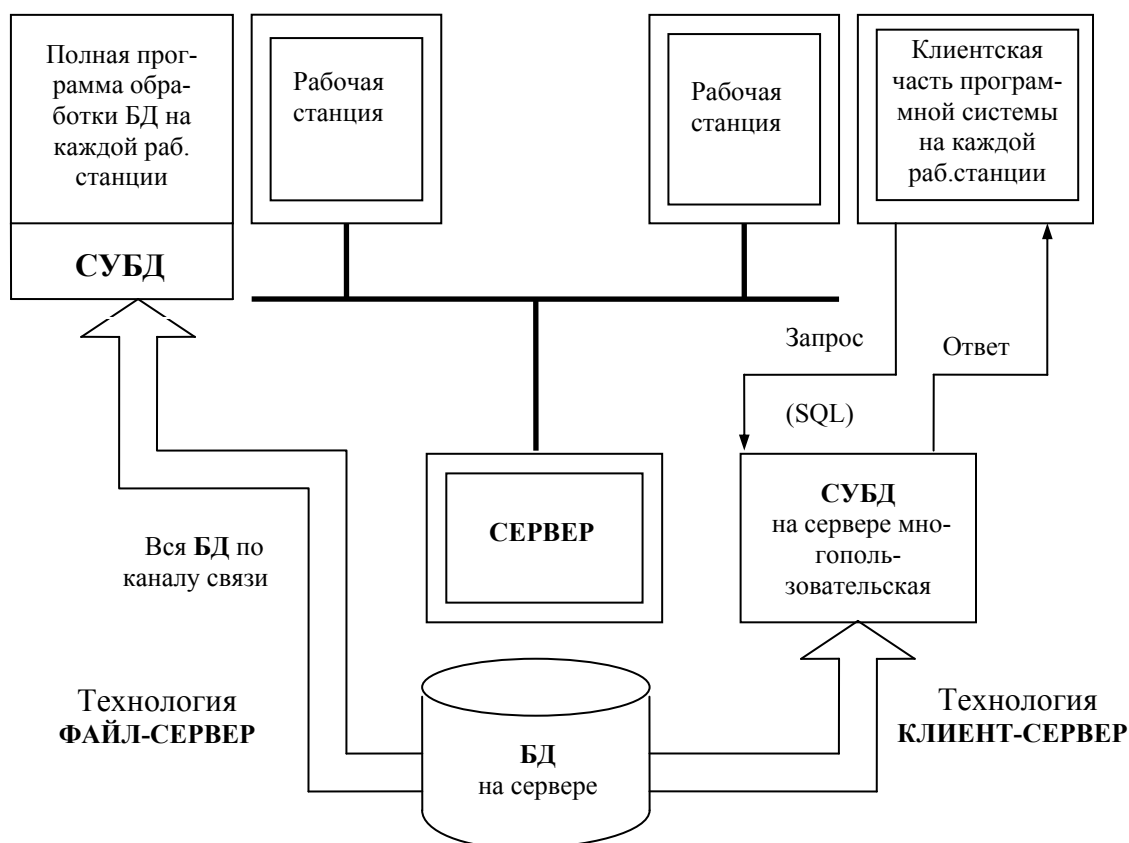 Полная про-
грамма обра-
ботки БД на
каждой раб.
станции
СУБД
Рабочая
станция
Рабочая
станция
Клиентская
часть програм-
мной системы
на каждой
раб.станции
Запрос
(SQL)
Ответ
СЕРВЕР
СУБД
на сервере мно-
гополь-
зовательская
Вся БД по
каналу связи
Технология
ФАЙЛ-СЕРВЕР
БД
на сервере
Технология
КЛИЕНТ-СЕРВЕР